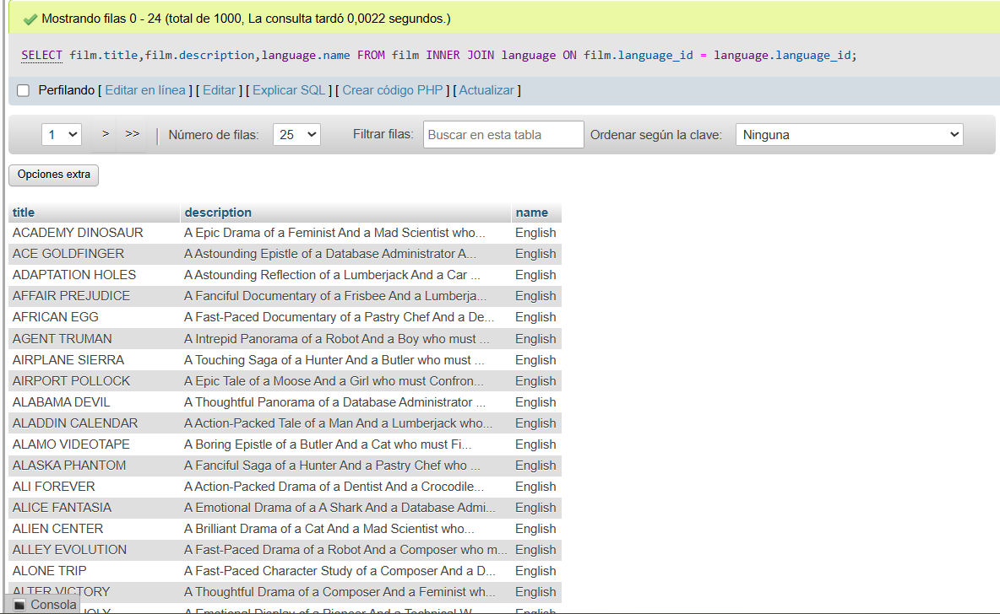 Mostrando filas 0 - 24 (total de 1000, La consulta tardó 0,0022 segundos.)
SELECT film.title,film.description,language.name FROM film INNER JOIN language ON film.language_id = language.language_id;
Perfilando [ Editar en línea ] [ Editar ] [ Explicar SQL ] [ Crear código PHP ] [ Actualizar ]
1 > >> | Número de filas: 25 Filtrar filas: Buscar en esta tabla Ordenar según la clave: Ninguna
Opciones extra
title description name
ACADEMY DINOSAUR A Epic Drama of a Feminist And a Mad Scientist who... English
ACE GOLDFINGER A Astounding Epistle of a Database Administrator A... English
ADAPTATION HOLES A Astounding Reflection of a Lumberjack And a Car ... English
AFFAIR PREJUDICE A Fanciful Documentary of a Frisbee And a Lumberja... English
AFRICAN EGG A Fast-Paced Documentary of a Pastry Chef And a De... English
AGENT TRUMAN A Intrepid Panorama of a Robot And a Boy who must ... English
AIRPLANE SIERRA A Touching Saga of a Hunter And a Butler who must ... English
AIRPORT POLLOCK A Epic Tale of a Moose And a Girl who must Confron... English
ALABAMA DEVIL A Thoughtful Panorama of a Database Administrator ... English
ALADDIN CALENDAR A Action-Packed Tale of a Man And a Lumberjack who... English
ALAMO VIDEOTAPE A Boring Epistle of a Butler And a Cat who must Fi... English
ALASKA PHANTOM A Fanciful Saga of a Hunter And a Pastry Chef who ... English
ALI FOREVER A Action-Packed Drama of a Dentist And a Crocodile... English
ALICE FANTASIA A Emotional Drama of a A Shark And a Database Admi... English
ALIEN CENTER A Brilliant Drama of a Cat And a Mad Scientist who... English
ALLEY EVOLUTION A Fast-Paced Drama of a Robot And a Composer who m... English
ALONE TRIP A Fast-Paced Character Study of a Composer And a D... English
ALTER VICTORY A Thoughtful Drama of a Composer And a Feminist wh... English
Consola A Emotional Display of a Pioneer And a Technical W... English